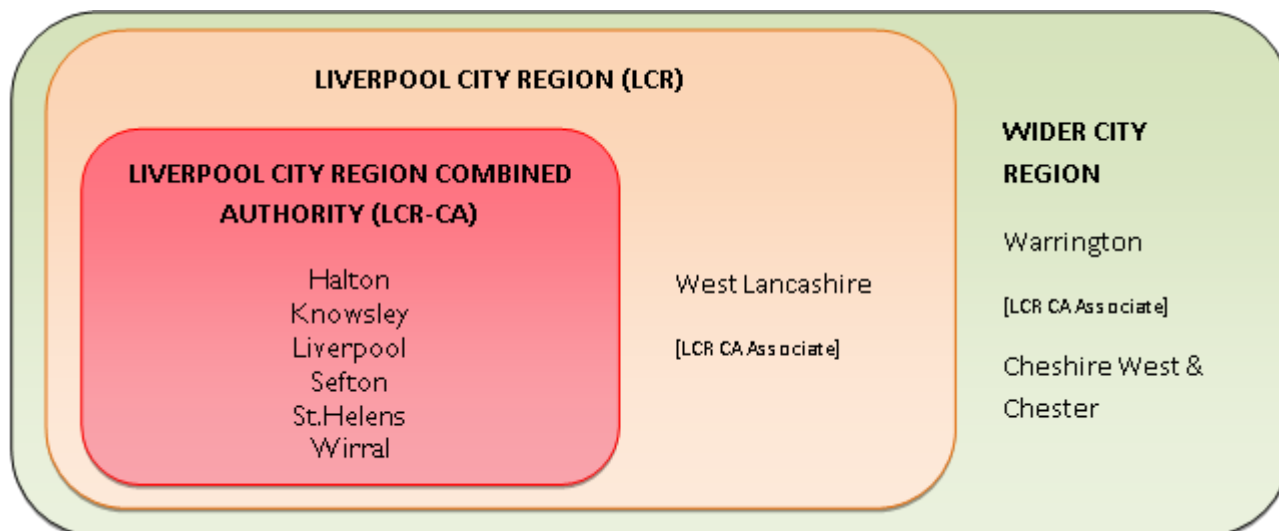 LIVERPOOL CITY REGION (LCR)
LIVERPOOL CITY REGION COMBINED
AUTHORITY (LCR-CA)
Halton
Knowsley
Liverpool
Sefton
St.Helens
Wirral
West Lancashire
[LCR CA Associate]
WIDER CITY
REGION
Warrington
[LCR CA Associate]
Cheshire West &
Chester